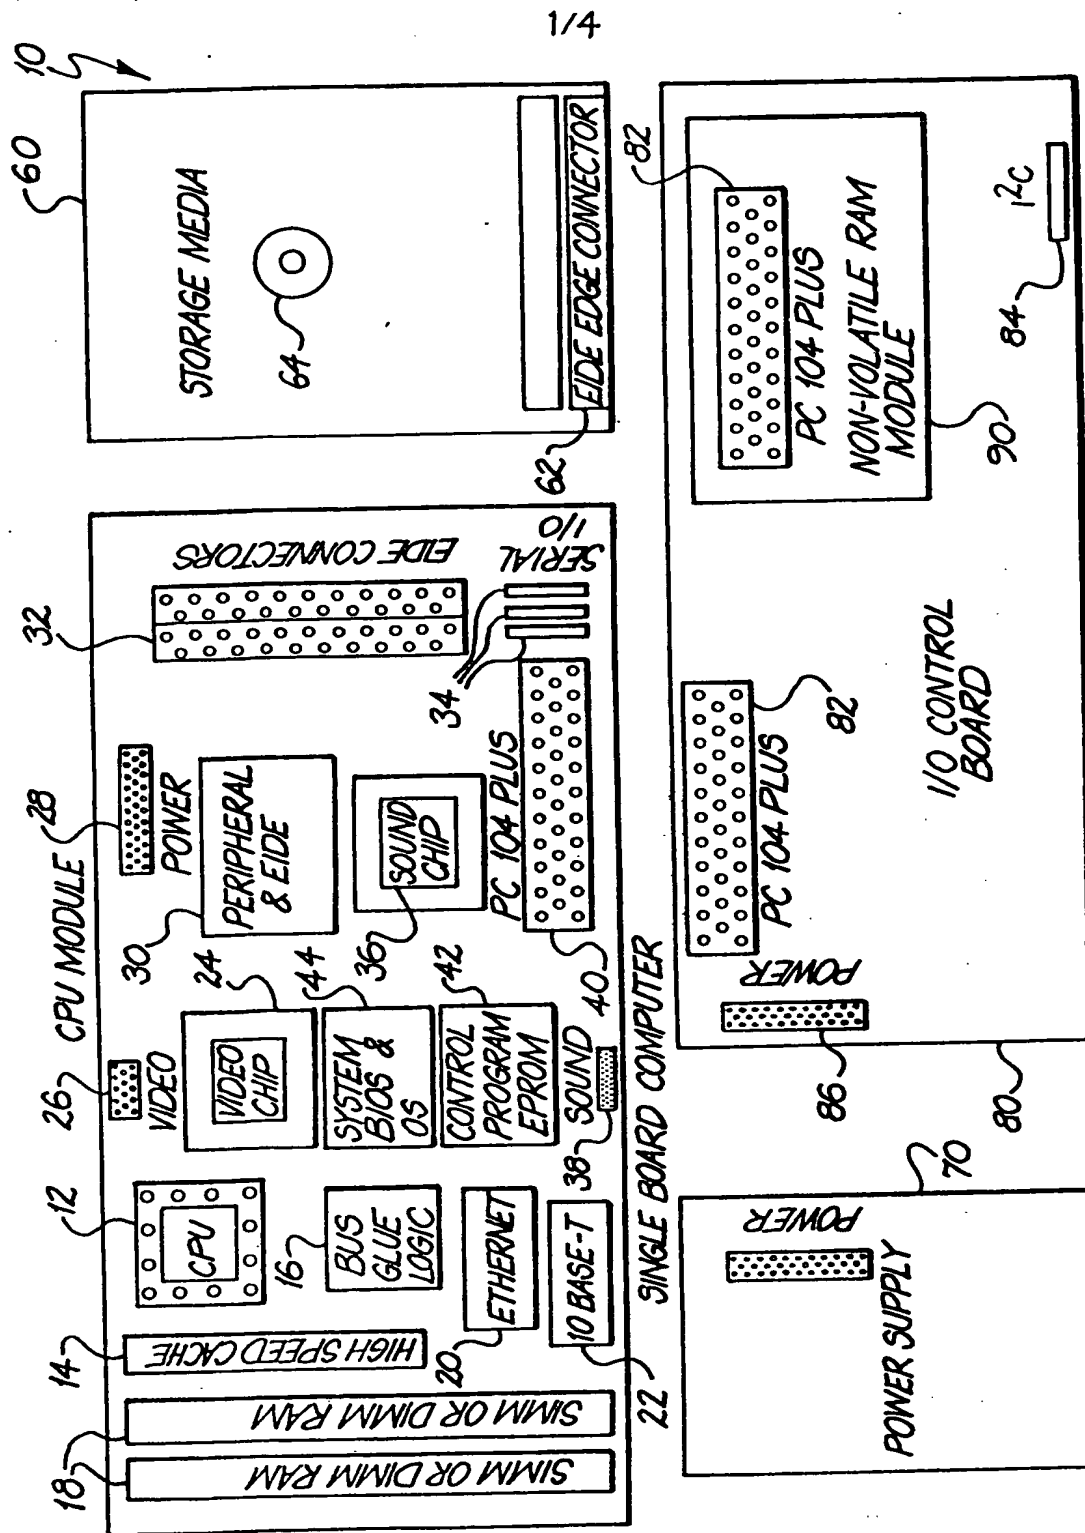 1/4
10
CPU MODULE
SINGLE BOARD COMPUTER
18
SIMM OR DIMM RAM
SIMM OR DIMM RAM
14
HIGH SPEED CACHE
12
CPU
16
BUS
GLUE
LOGIC
20
ETHERNET
22
10 BASE-T
26
VIDEO
24
VIDEO
CHIP
44
SYSTEM
BIOS &
OS
42
CONTROL
PROGRAM
EPROM
38
SOUND
28
POWER
30
PERIPHERAL
& EIDE
36
SOUND
CHIP
40
PC 104 PLUS
32
EIDE CONNECTORS
34
SERIAL
I/O
60
STORAGE MEDIA
64
62
EIDE EDGE CONNECTOR
70
POWER
POWER SUPPLY
80
86
POWER
82
PC 104 PLUS
I/O CONTROL
BOARD
82
PC 104 PLUS
NON-VOLATILE RAM
MODULE
90
84
I²C